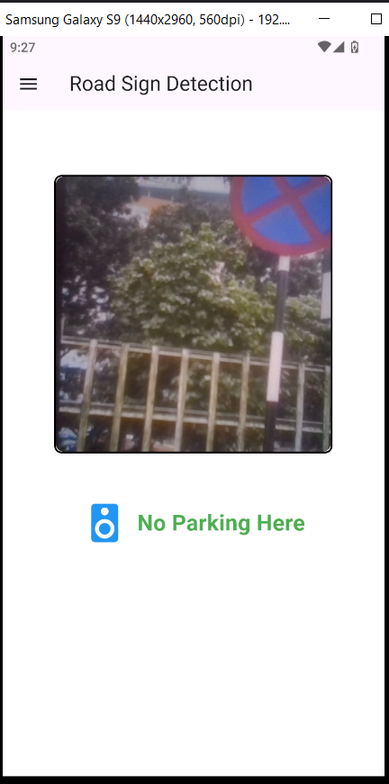 Samsung Galaxy S9 (1440x2960, 560dpi) - 192....
9:27
Road Sign Detection
No Parking Here